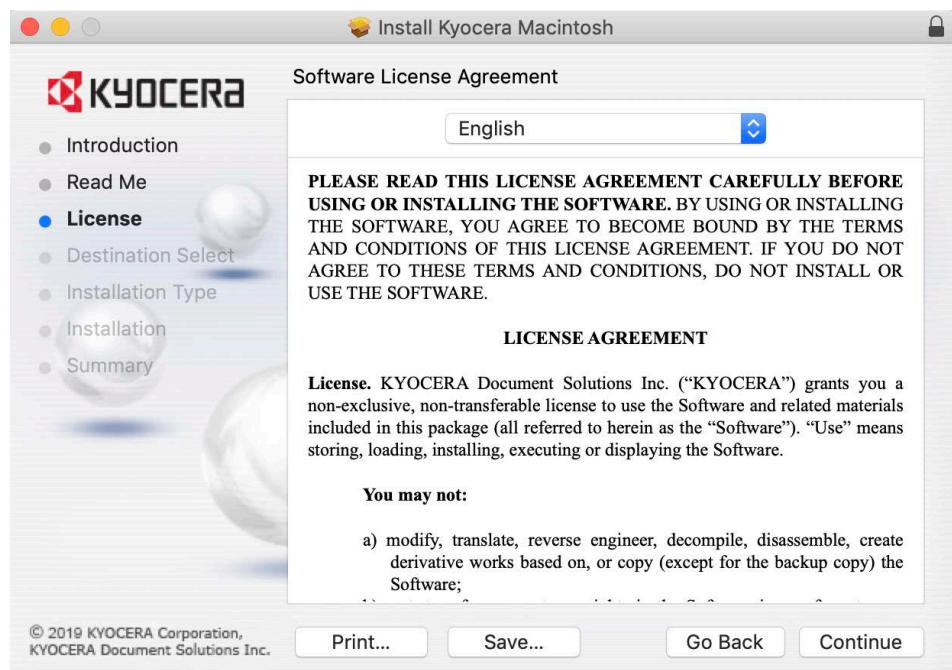 Install Kyocera Macintosh
KYOCERA
Introduction
Read Me
License
Destination Select
Installation Type
Installation
Summary
Software License Agreement
English
PLEASE READ THIS LICENSE AGREEMENT CAREFULLY BEFORE
USING OR INSTALLING THE SOFTWARE. BY USING OR INSTALLING
THE SOFTWARE, YOU AGREE TO BECOME BOUND BY THE TERMS
AND CONDITIONS OF THIS LICENSE AGREEMENT. IF YOU DO NOT
AGREE TO THESE TERMS AND CONDITIONS, DO NOT INSTALL OR
USE THE SOFTWARE.
LICENSE AGREEMENT
License. KYOCERA Document Solutions Inc. (“KYOCERA”) grants you a
non-exclusive, non-transferable license to use the Software and related materials
included in this package (all referred to herein as the “Software”). “Use” means
storing, loading, installing, executing or displaying the Software.
You may not:
a) modify, translate, reverse engineer, decompile, disassemble, create
derivative works based on, or copy (except for the backup copy) the
Software;
© 2019 KYOCERA Corporation,
KYOCERA Document Solutions Inc.
Print...
Save...
Go Back
Continue